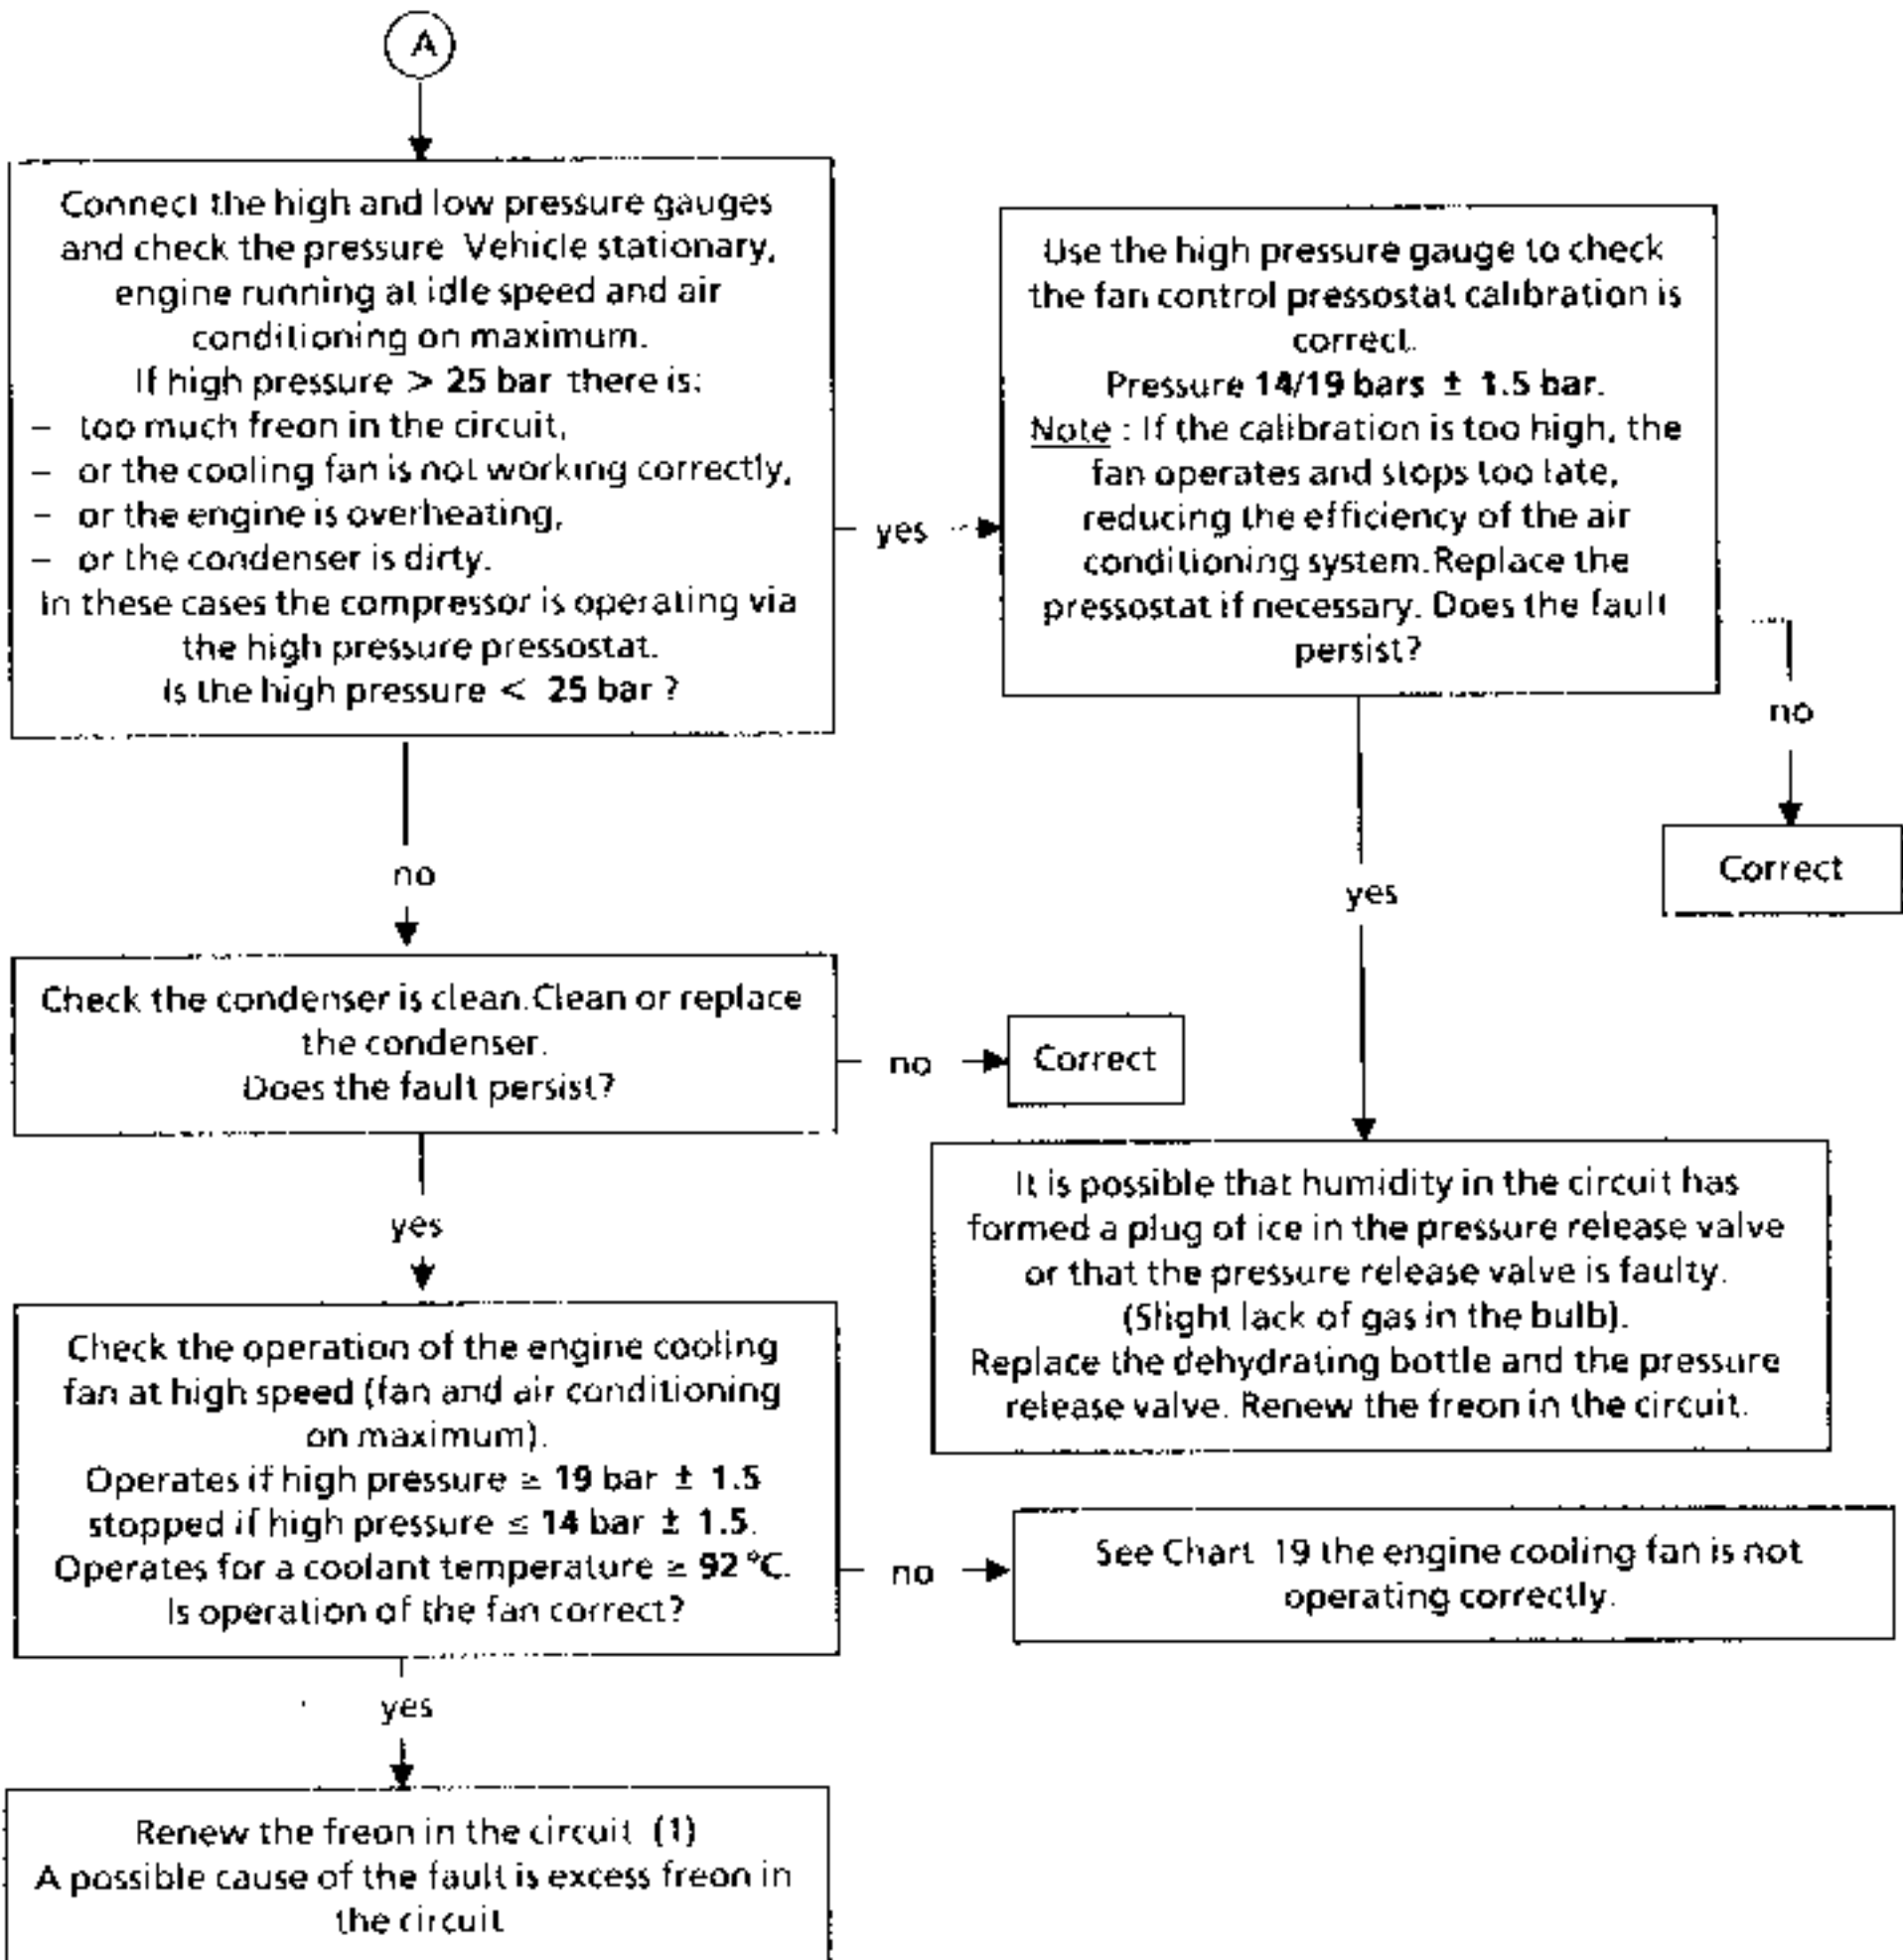 A
Connect the high and low pressure gauges
and check the pressure Vehicle stationary,
engine running at idle speed and air
conditioning on maximum.
If high pressure > 25 bar there is:
– too much freon in the circuit,
– or the cooling fan is not working correctly,
– or the engine is overheating,
– or the condenser is dirty.
In these cases the compressor is operating via
the high pressure pressostat.
Is the high pressure < 25 bar ?
yes
Use the high pressure gauge to check
the fan control pressostat calibration is
correct.
Pressure 14/19 bars ± 1.5 bar.
Note : If the calibration is too high, the
fan operates and stops too late,
reducing the efficiency of the air
conditioning system.Replace the
pressostat if necessary. Does the fault
persist?
no
Correct
no
yes
Check the condenser is clean.Clean or replace
the condenser.
Does the fault persist?
no
Correct
yes
It is possible that humidity in the circuit has
formed a plug of ice in the pressure release valve
or that the pressure release valve is faulty.
(Slight lack of gas in the bulb).
Replace the dehydrating bottle and the pressure
release valve. Renew the freon in the circuit.
Check the operation of the engine cooling
fan at high speed (fan and air conditioning
on maximum).
Operates if high pressure ≥ 19 bar ± 1.5
stopped if high pressure ≤ 14 bar ± 1.5.
Operates for a coolant temperature ≥ 92 °C.
Is operation of the fan correct?
no
See Chart 19 the engine cooling fan is not
operating correctly.
yes
Renew the freon in the circuit (1)
A possible cause of the fault is excess freon in
the circuit